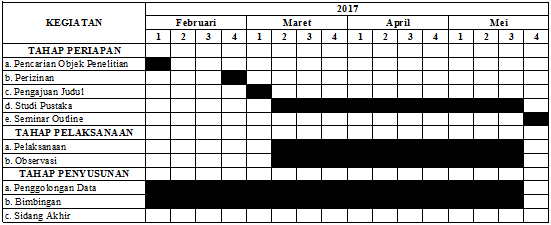 KEGIATAN
2017
Februari Maret April Mei
1 2 3 4 1 2 3 4 1 2 3 4 1 2 3 4
TAHAP PERIAPAN
a. Pencarian Objek Penelitian
b. Perizinan
c. Pengajuan Judul
d. Studi Pustaka
e. Seminar Outline
TAHAP PELAKSANAAN
a. Pelaksanaan
b. Observasi
TAHAP PENYUSUNAN
a. Penggolongan Data
b. Bimbingan
c. Sidang Akhir